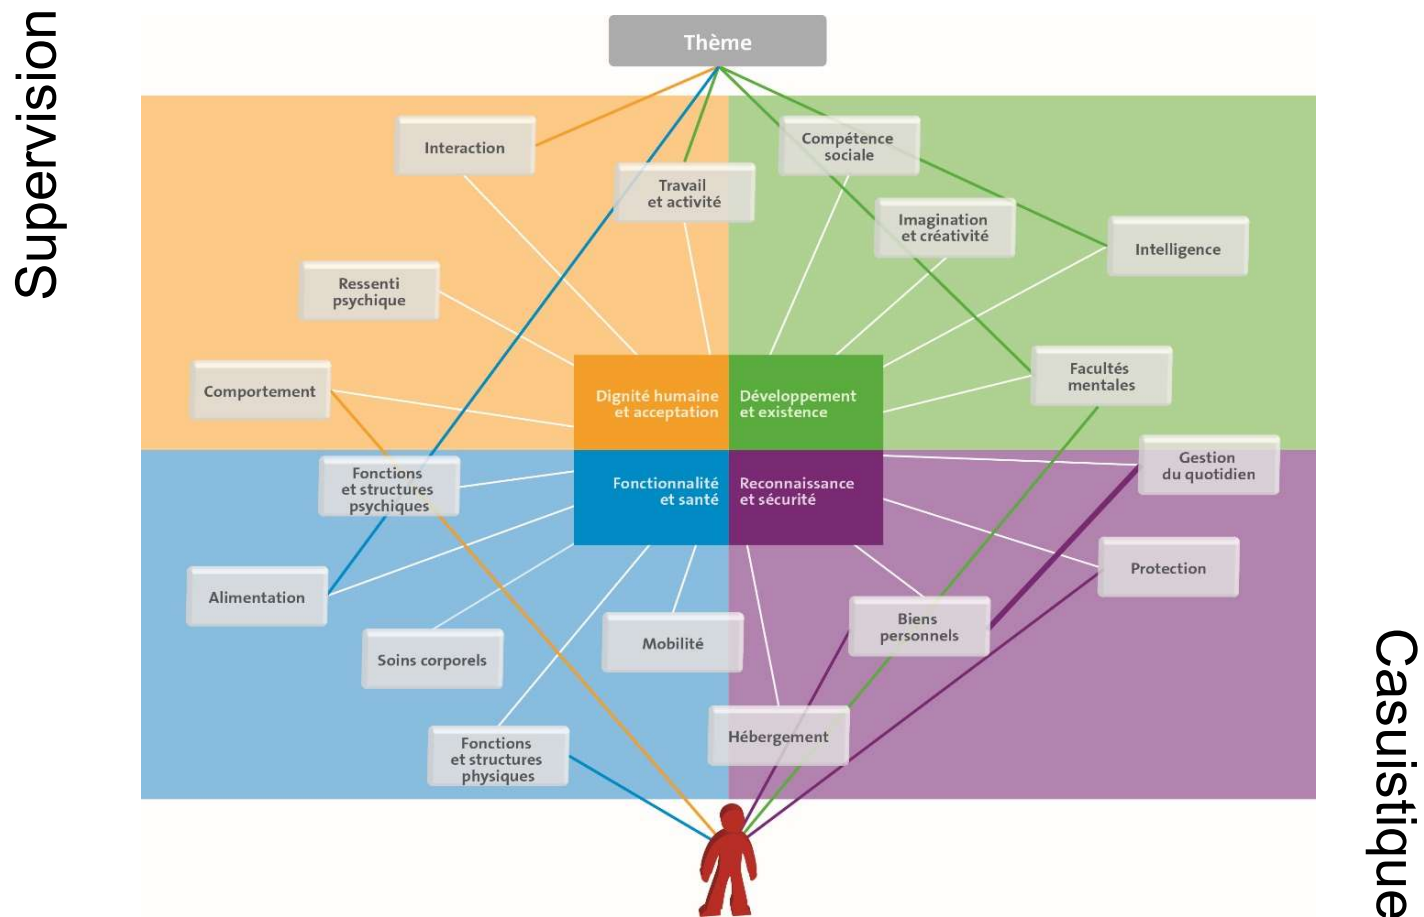 Supervision
Thème
Interaction
Travail
et activité
Compétence
sociale
Imagination
et créativité
Intelligence
Ressenti
psychique
Comportement
Facultés
mentales
Dignité humaine
et acceptation
Développement
et existence
Fonctionnalité
et santé
Reconnaissance
et sécurité
Fonctions
et structures
psychiques
Gestion
du quotidien
Alimentation
Protection
Soins corporels
Mobilité
Biens
personnels
Fonctions
et structures
physiques
Hébergement
Casuistique